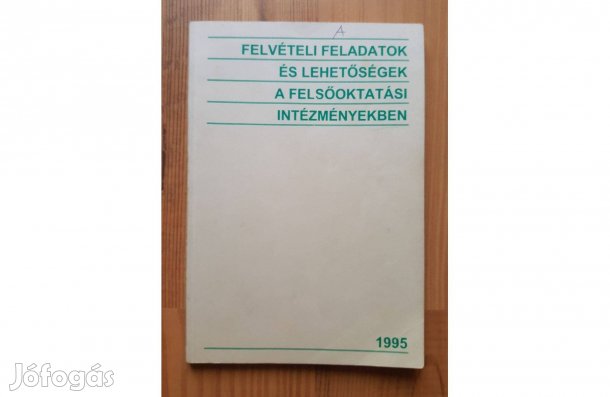 A
FELVÉTELI FELADATOK
ÉS LEHETŐSÉGEK
A FELSŐOKTATÁSI
INTÉZMÉNYEKBEN
1995
Jófogás